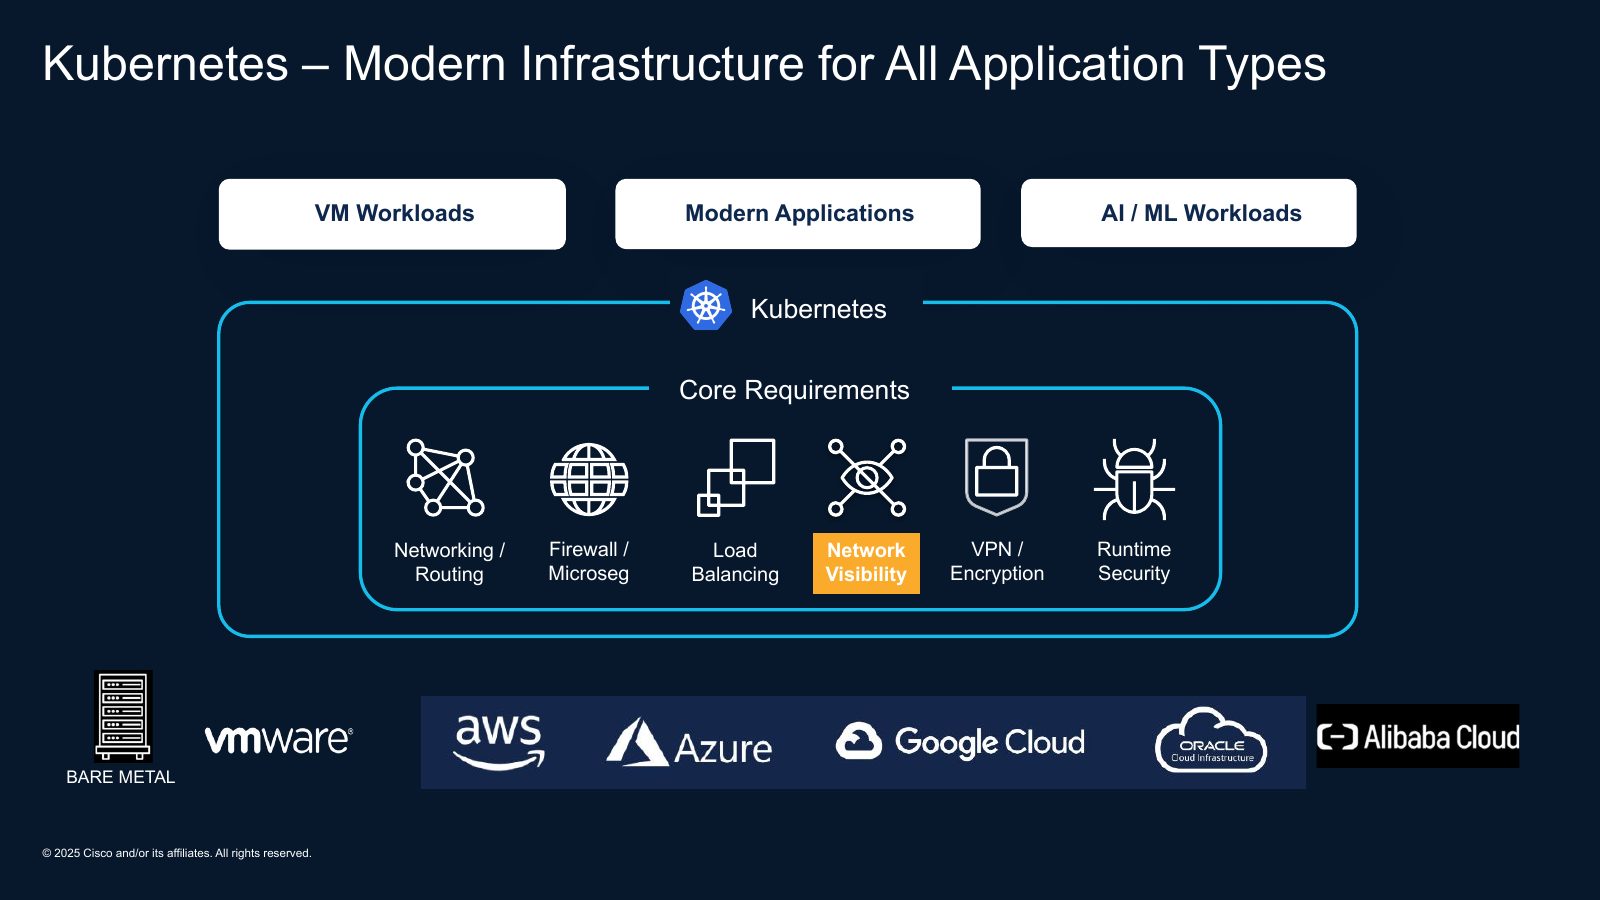 Kubernetes – Modern Infrastructure for All Application Types
VM Workloads
Modern Applications
AI / ML Workloads
Kubernetes
Core Requirements
Networking /
Routing
Firewall /
Microseg
Load
Balancing
Network
Visibility
VPN /
Encryption
Runtime
Security
BARE METAL
vmware®
aws
Azure
Google Cloud
ORACLE
Cloud Infrastructure
Alibaba Cloud
© 2025 Cisco and/or its affiliates. All rights reserved.